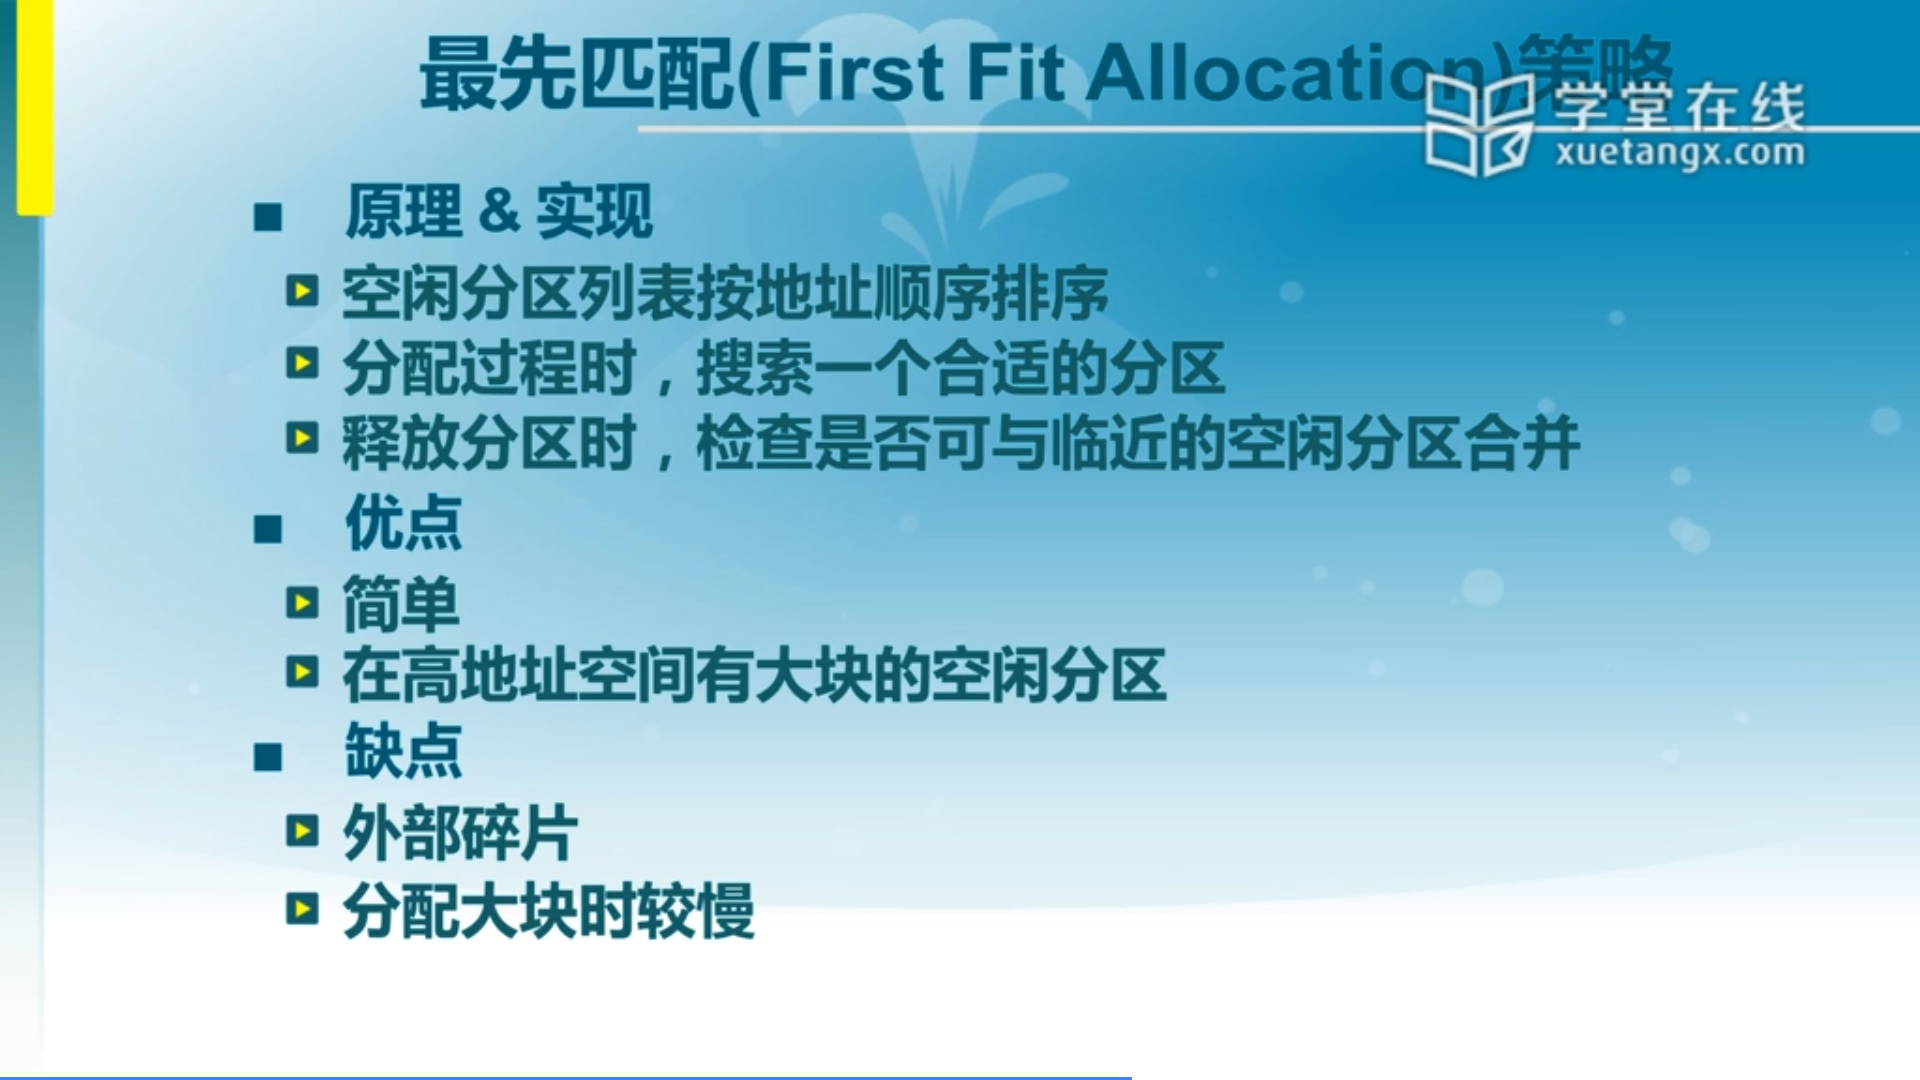 最先匹配(First Fit Allocation)策略
学堂在线
xuetangx.com
原理 & 实现
空闲分区列表按地址顺序排序
分配过程时，搜索一个合适的分区
释放分区时，检查是否可与临近的空闲分区合并
优点
简单
在高地址空间有大块的空闲分区
缺点
外部碎片
分配大块时较慢